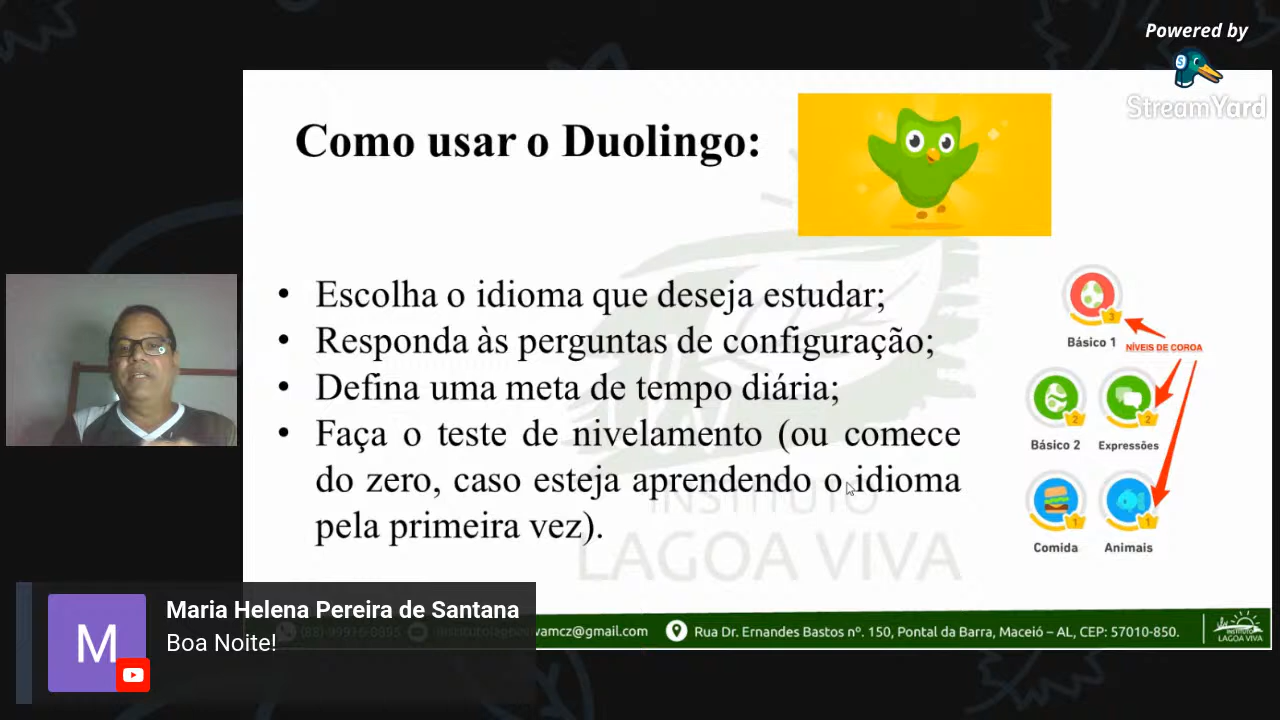 Powered by
StreamYard
Como usar o Duolingo:
• Escolha o idioma que deseja estudar;
• Responda às perguntas de configuração;
• Defina uma meta de tempo diária;
• Faça o teste de nivelamento (ou comece
do zero, caso esteja aprendendo o idioma
pela primeira vez).
3
Básico 1
NÍVEIS DE COROA
2
2
Básico 2
Expressões
1
1
Comida
Animais
INSTITUTO
LAGOA VIVA
Maria Helena Pereira de Santana
M
Boa Noite!
vamcz@gmail.com
Rua Dr. Ernandes Bastos nº. 150, Pontal da Barra, Maceió – AL, CEP: 57010-850.
INSTITUTO
LAGOA VIVA